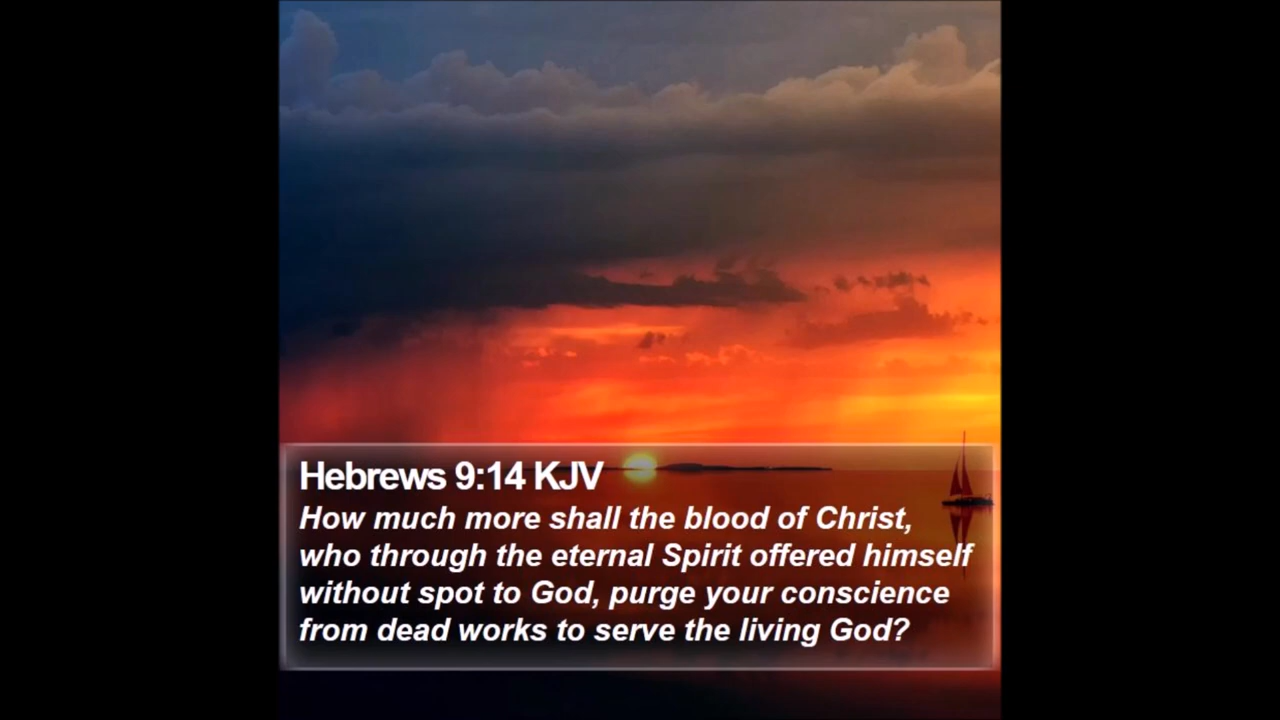 Hebrews 9:14 KJV
How much more shall the blood of Christ,
who through the eternal Spirit offered himself
without spot to God, purge your conscience
from dead works to serve the living God?